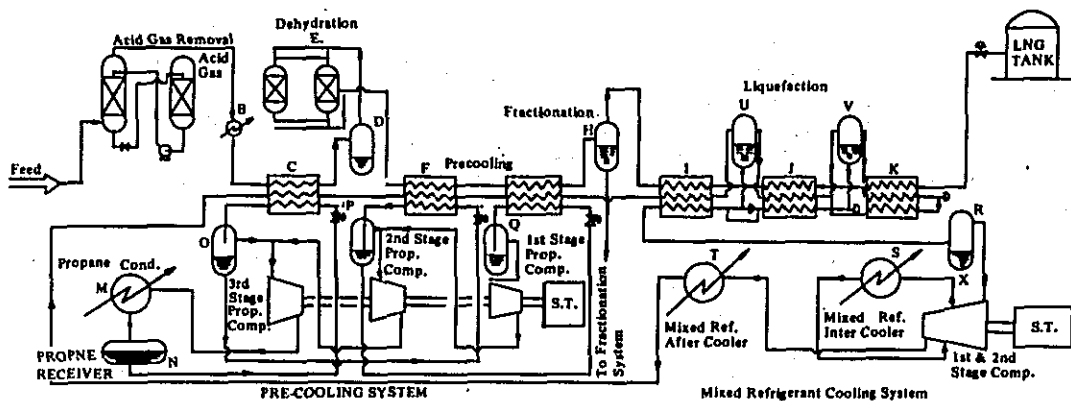 Acid Gas Removal
Acid
Gas
Dehydration
E.
B
D
Fractionation
H
Liquefaction
U
V
LNG
TANK
Feed
C
F
Precooling
I
J
K
'P
O
2nd Stage
Prop.
Comp.
Q
1st Stage
Prop.
Comp.
R
Propane
Cond.
M
3rd
Stage
Prop.
Comp.
S.T.
T
S
X
Mixed Ref.
After Cooler
Mixed Ref.
Inter Cooler
S.T.
PROPNE
RECEIVER
N
To Fractionation
System
1st & 2nd
Stage Comp.
PRE-COOLING SYSTEM
Mixed Refrigerant Cooling System